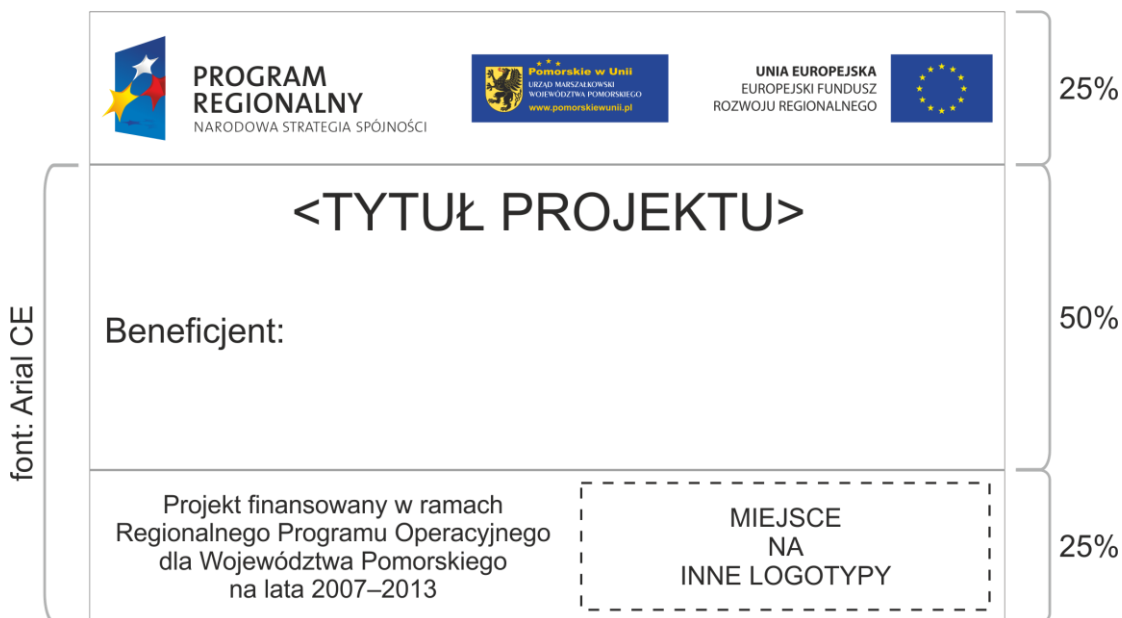 PROGRAM
REGIONALNY
NARODOWA STRATEGIA SPÓJNOŚCI
Pomorskie w Unii
URZĄD MARSZAŁKOWSKI
WOJEWÓDZTWA POMORSKIEGO
www.pomorskiewunii.pl
UNIA EUROPEJSKA
EUROPEJSKI FUNDUSZ
ROZWOJU REGIONALNEGO
25%
<TYTUŁ PROJEKTU>
Beneficjent:
50%
font: Arial CE
Projekt finansowany w ramach
Regionalnego Programu Operacyjnego
dla Województwa Pomorskiego
na lata 2007–2013
MIEJSCE
NA
INNE LOGOTYPY
25%